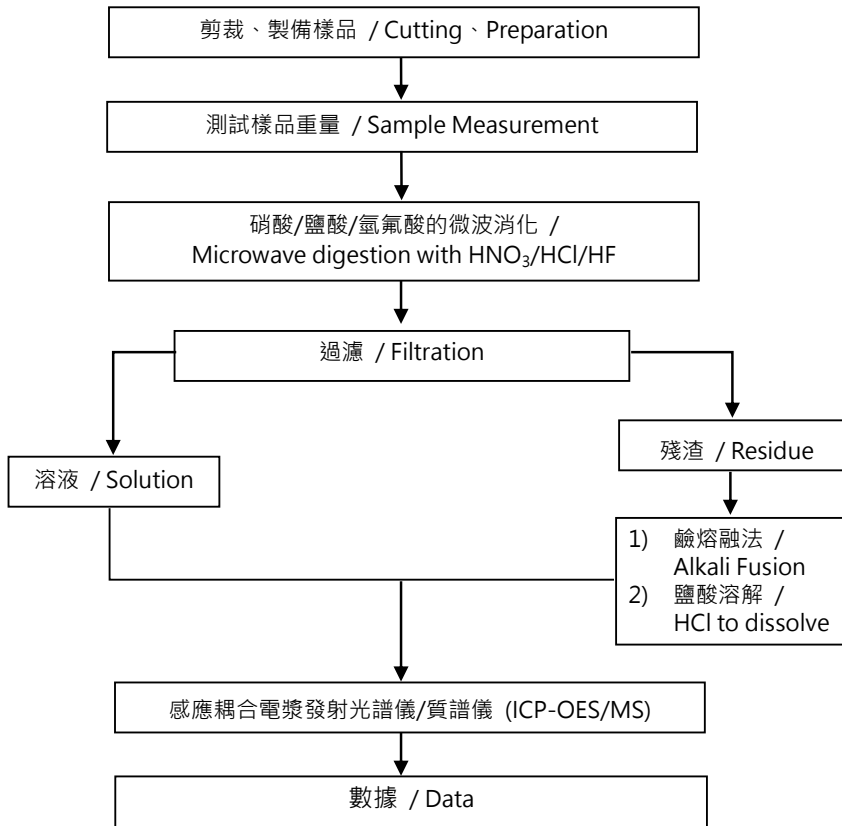 剪裁、製備樣品 / Cutting、Preparation
測試樣品重量 / Sample Measurement
硝酸/鹽酸/氫氟酸的微波消化 /
Microwave digestion with HNO₃/HCl/HF
過濾 / Filtration
溶液 / Solution
殘渣 / Residue
1) 鹼熔融法 /
Alkali Fusion
2) 鹽酸溶解 /
HCl to dissolve
感應耦合電漿發射光譜儀/質譜儀 (ICP-OES/MS)
數據 / Data